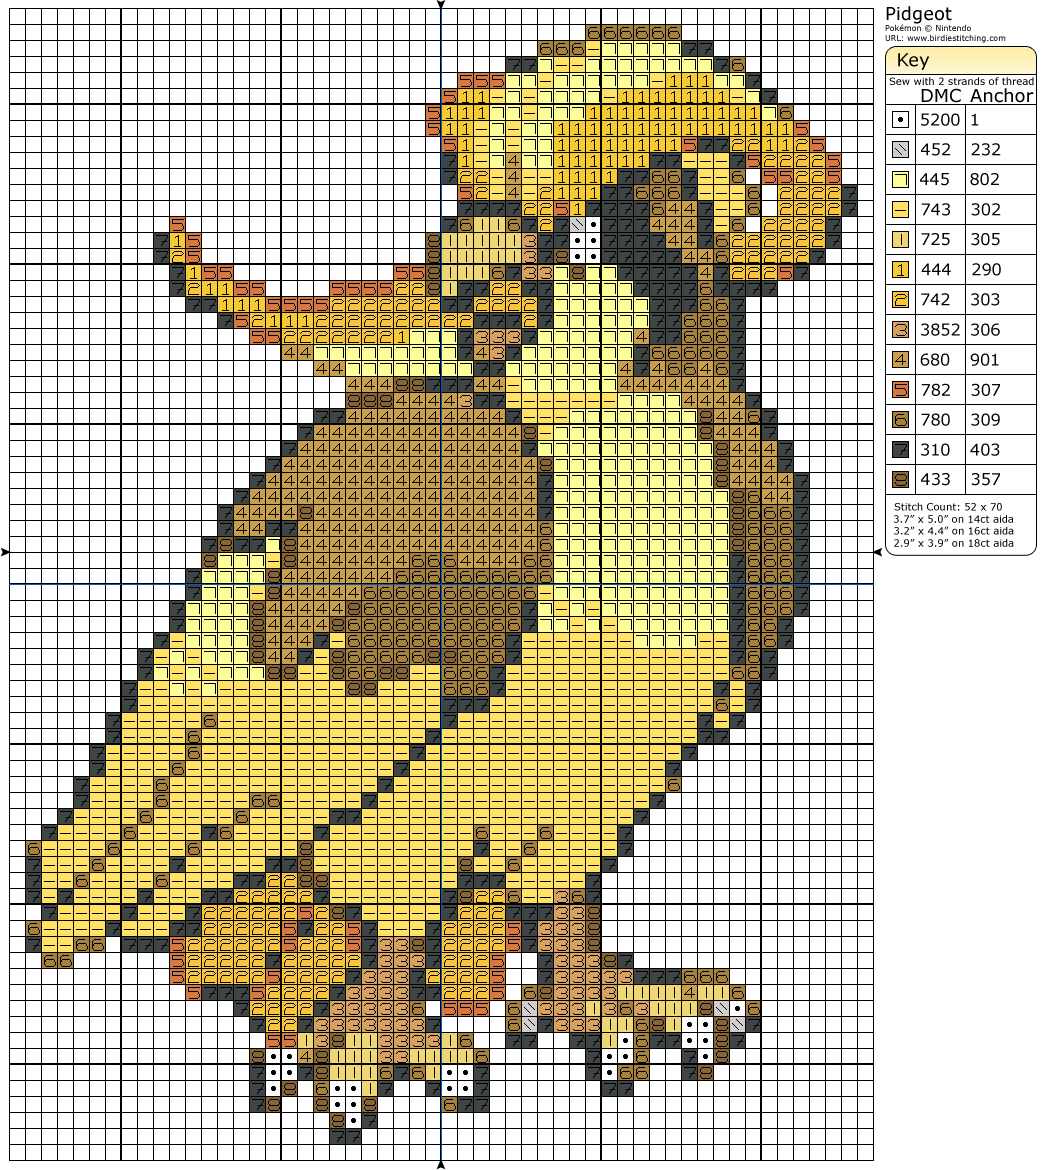 Pidgeot
Pokémon © Nintendo
URL: www.birdiestitching.com
Key
Sew with 2 strands of thread
DMC Anchor
5200 1
452 232
445 802
743 302
725 305
444 290
742 303
3852 306
680 901
782 307
780 309
310 403
433 357
Stitch Count: 52 x 70
3.7" x 5.0" on 14ct aida
3.2" x 4.4" on 16ct aida
2.9" x 3.9" on 18ct aida